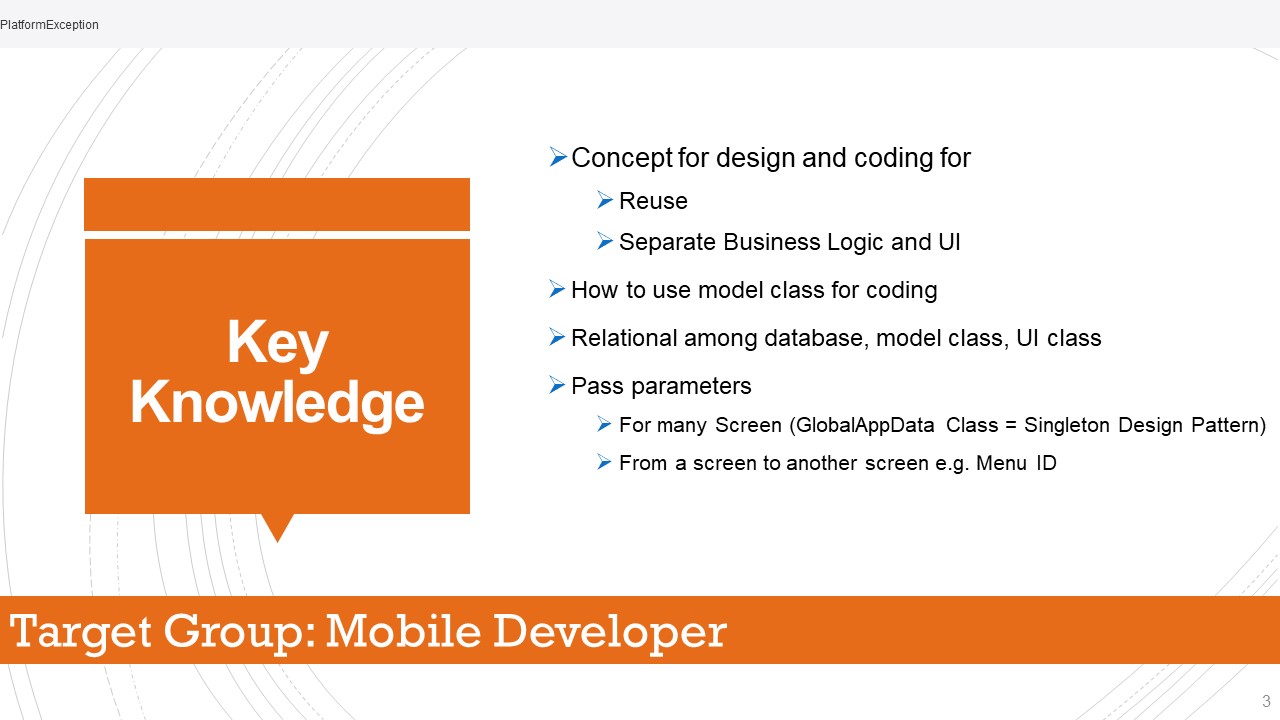 PlatformException
Key
Knowledge
Concept for design and coding for
Reuse
Separate Business Logic and UI
How to use model class for coding
Relational among database, model class, UI class
Pass parameters
For many Screen (GlobalAppData Class = Singleton Design Pattern)
From a screen to another screen e.g. Menu ID
Target Group: Mobile Developer
3